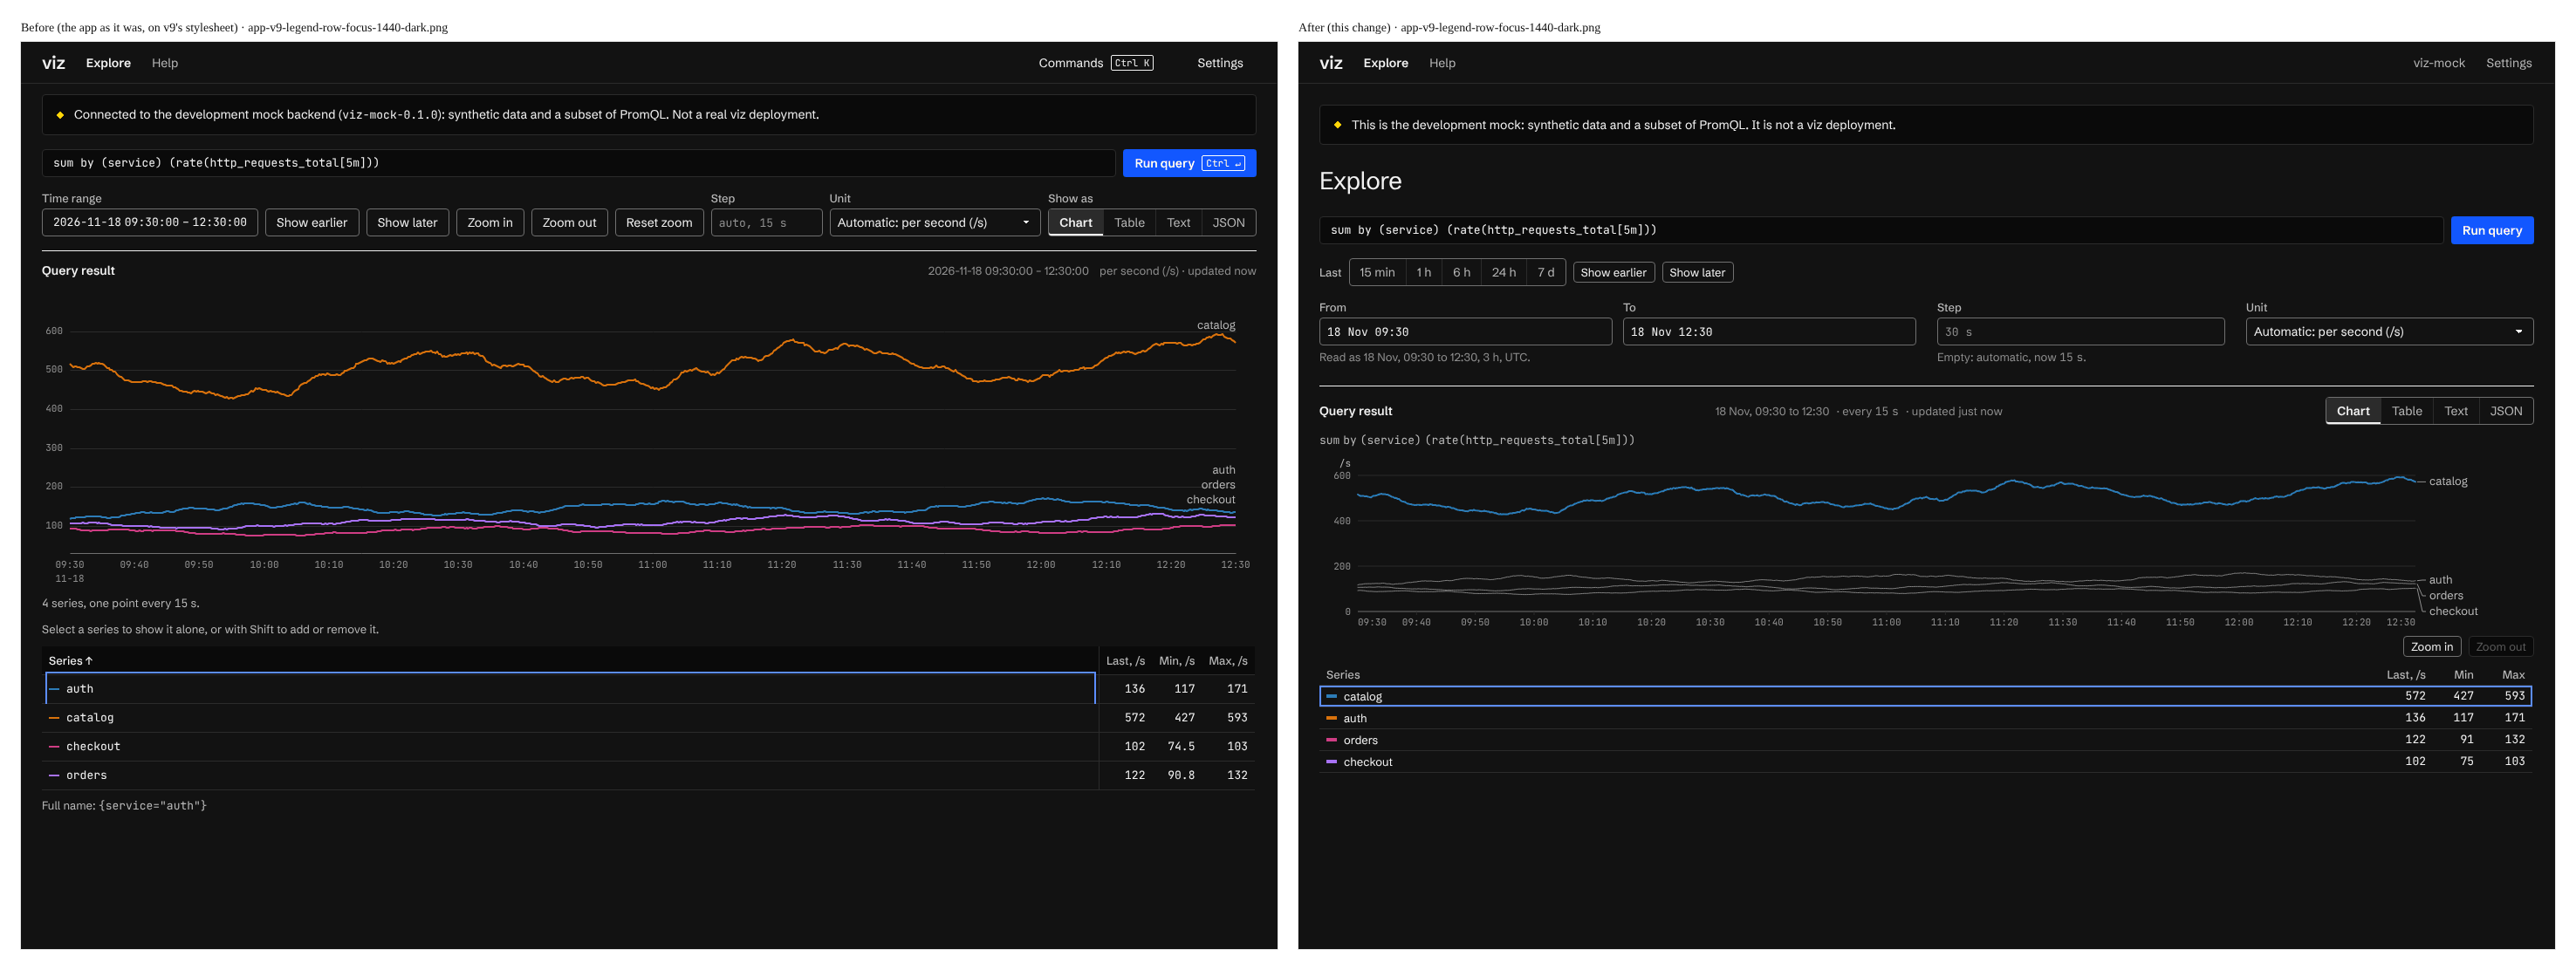 Before (the app as it was, on v9's stylesheet) · app-v9-legend-row-focus-1440-dark.png
viz Explore Help Commands Ctrl K Settings
Connected to the development mock backend (viz-mock-0.1.0): synthetic data and a subset of PromQL. Not a real viz deployment.
sum by (service) (rate(http_requests_total[5m])) Run query Ctrl ↵
Time range Step Unit Show as
2026-11-18 09:30:00 – 12:30:00 Show earlier Show later Zoom in Zoom out Reset zoom auto, 15 s Automatic: per second (/s) Chart Table Text JSON
Query result 2026-11-18 09:30:00 – 12:30:00 per second (/s) · updated now
catalog
600
500
400
300
auth
200 orders
checkout
100
09:30 09:40 09:50 10:00 10:10 10:20 10:30 10:40 10:50 11:00 11:10 11:20 11:30 11:40 11:50 12:00 12:10 12:20 12:30
11-18
4 series, one point every 15 s.
Select a series to show it alone, or with Shift to add or remove it.
Series ↑ Last, /s Min, /s Max, /s
auth 136 117 171
catalog 572 427 593
checkout 102 74.5 103
orders 122 90.8 132
Full name: {service="auth"}
After (this change) · app-v9-legend-row-focus-1440-dark.png
viz Explore Help viz-mock Settings
This is the development mock: synthetic data and a subset of PromQL. It is not a viz deployment.
Explore
sum by (service) (rate(http_requests_total[5m])) Run query
Last 15 min 1 h 6 h 24 h 7 d Show earlier Show later
From To Step Unit
18 Nov 09:30 18 Nov 12:30 30 s Automatic: per second (/s)
Read as 18 Nov, 09:30 to 12:30, 3 h, UTC. Empty: automatic, now 15 s.
Query result 18 Nov, 09:30 to 12:30 · every 15 s · updated just now Chart Table Text JSON
sum by (service) (rate(http_requests_total[5m]))
/s
600 catalog
400
200
auth
orders
0 checkout
09:30 09:40 09:50 10:00 10:10 10:20 10:30 10:40 10:50 11:00 11:10 11:20 11:30 11:40 11:50 12:00 12:10 12:20 12:30
Zoom in Zoom out
Series Last, /s Min Max
catalog 572 427 593
auth 136 117 171
orders 122 91 132
checkout 102 75 103